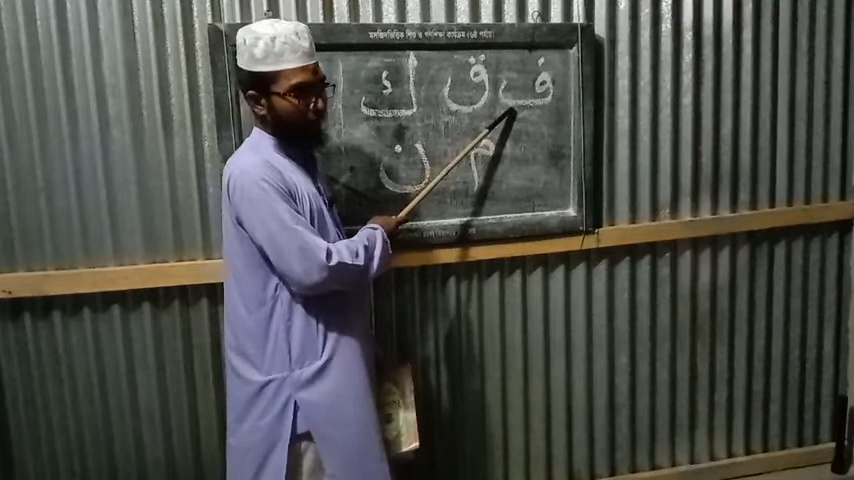 মসজিদভিত্তিক শিশু ও গণশিক্ষা কার্যক্রম (৬ষ্ঠ পর্যায়)
ف ق ك ل
م ن